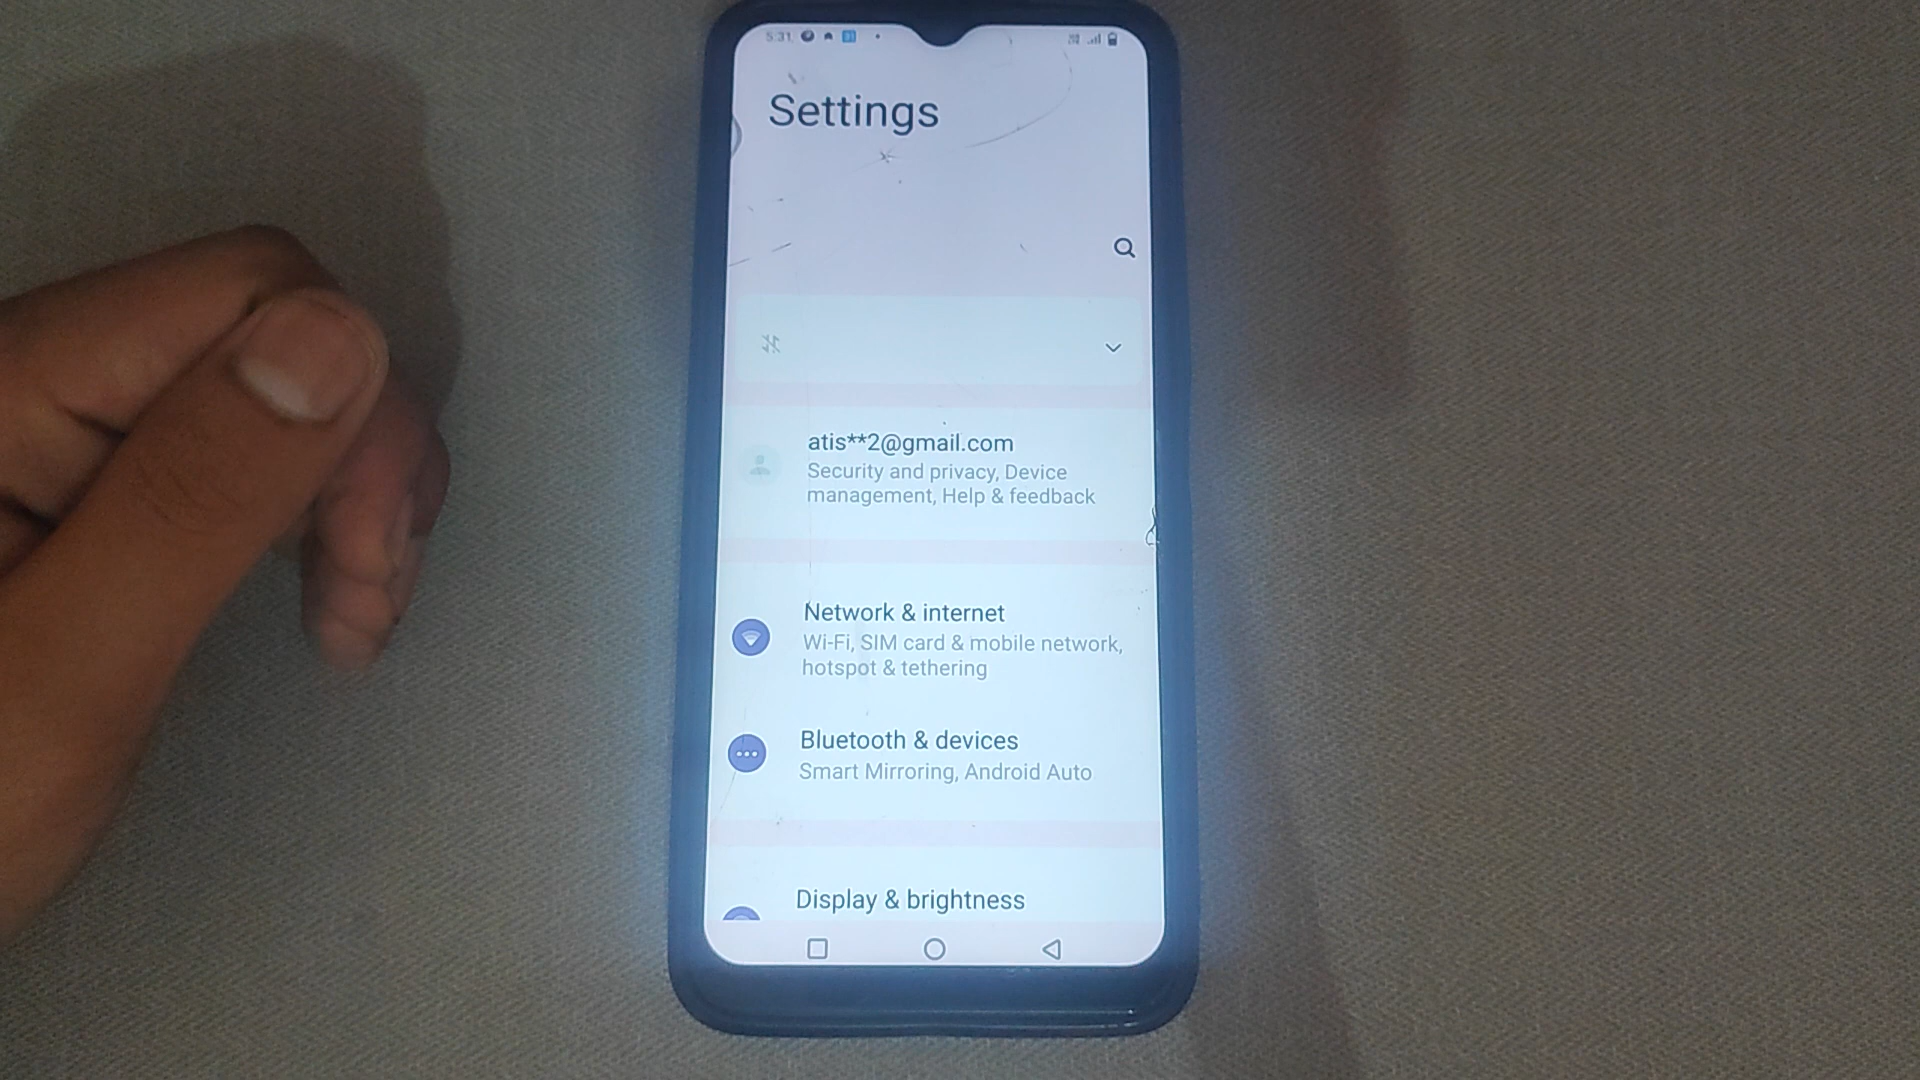 5:31
Settings
atis**2@gmail.com
Security and privacy, Device
management, Help & feedback
Network & internet
Wi-Fi, SIM card & mobile network,
hotspot & tethering
Bluetooth & devices
Smart Mirroring, Android Auto
Display & brightness